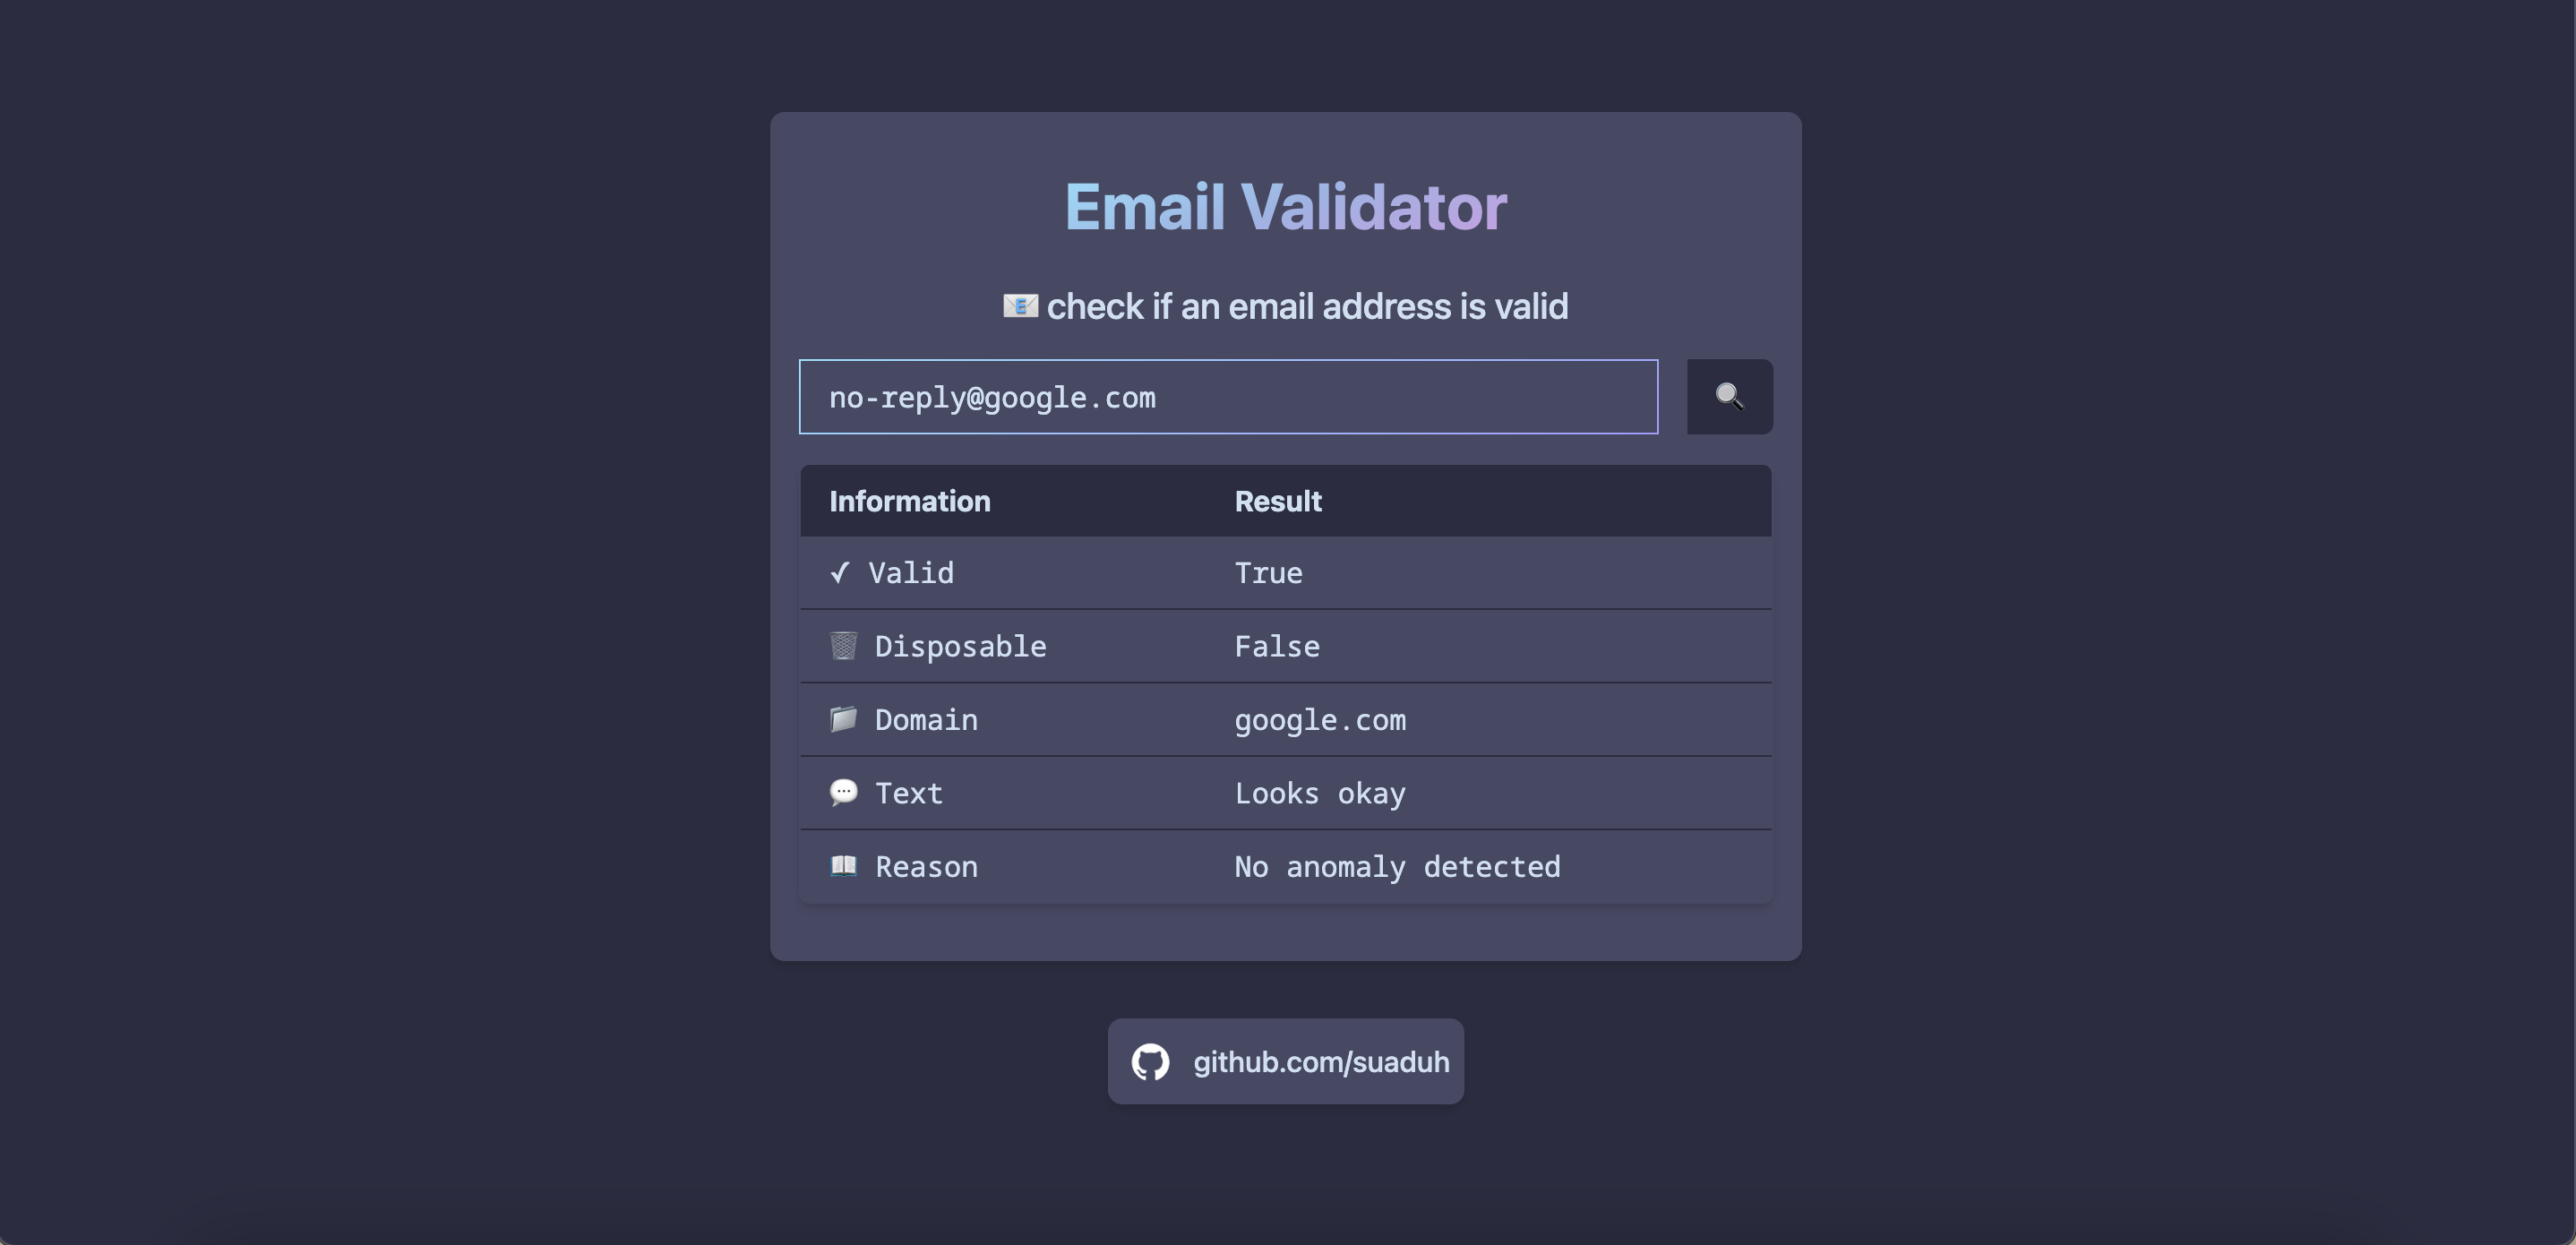 Email Validator
📧 check if an email address is valid
no-reply@google.com
Information Result
✓ Valid True
🗑 Disposable False
📁 Domain google.com
💬 Text Looks okay
📖 Reason No anomaly detected
github.com/suaduh